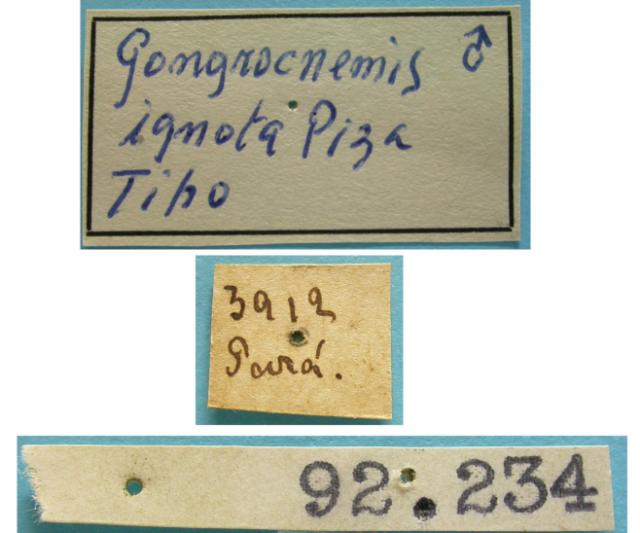 Gongrocnemis ♂
ignota Piza
Tipo
3912
Pará.
92.234